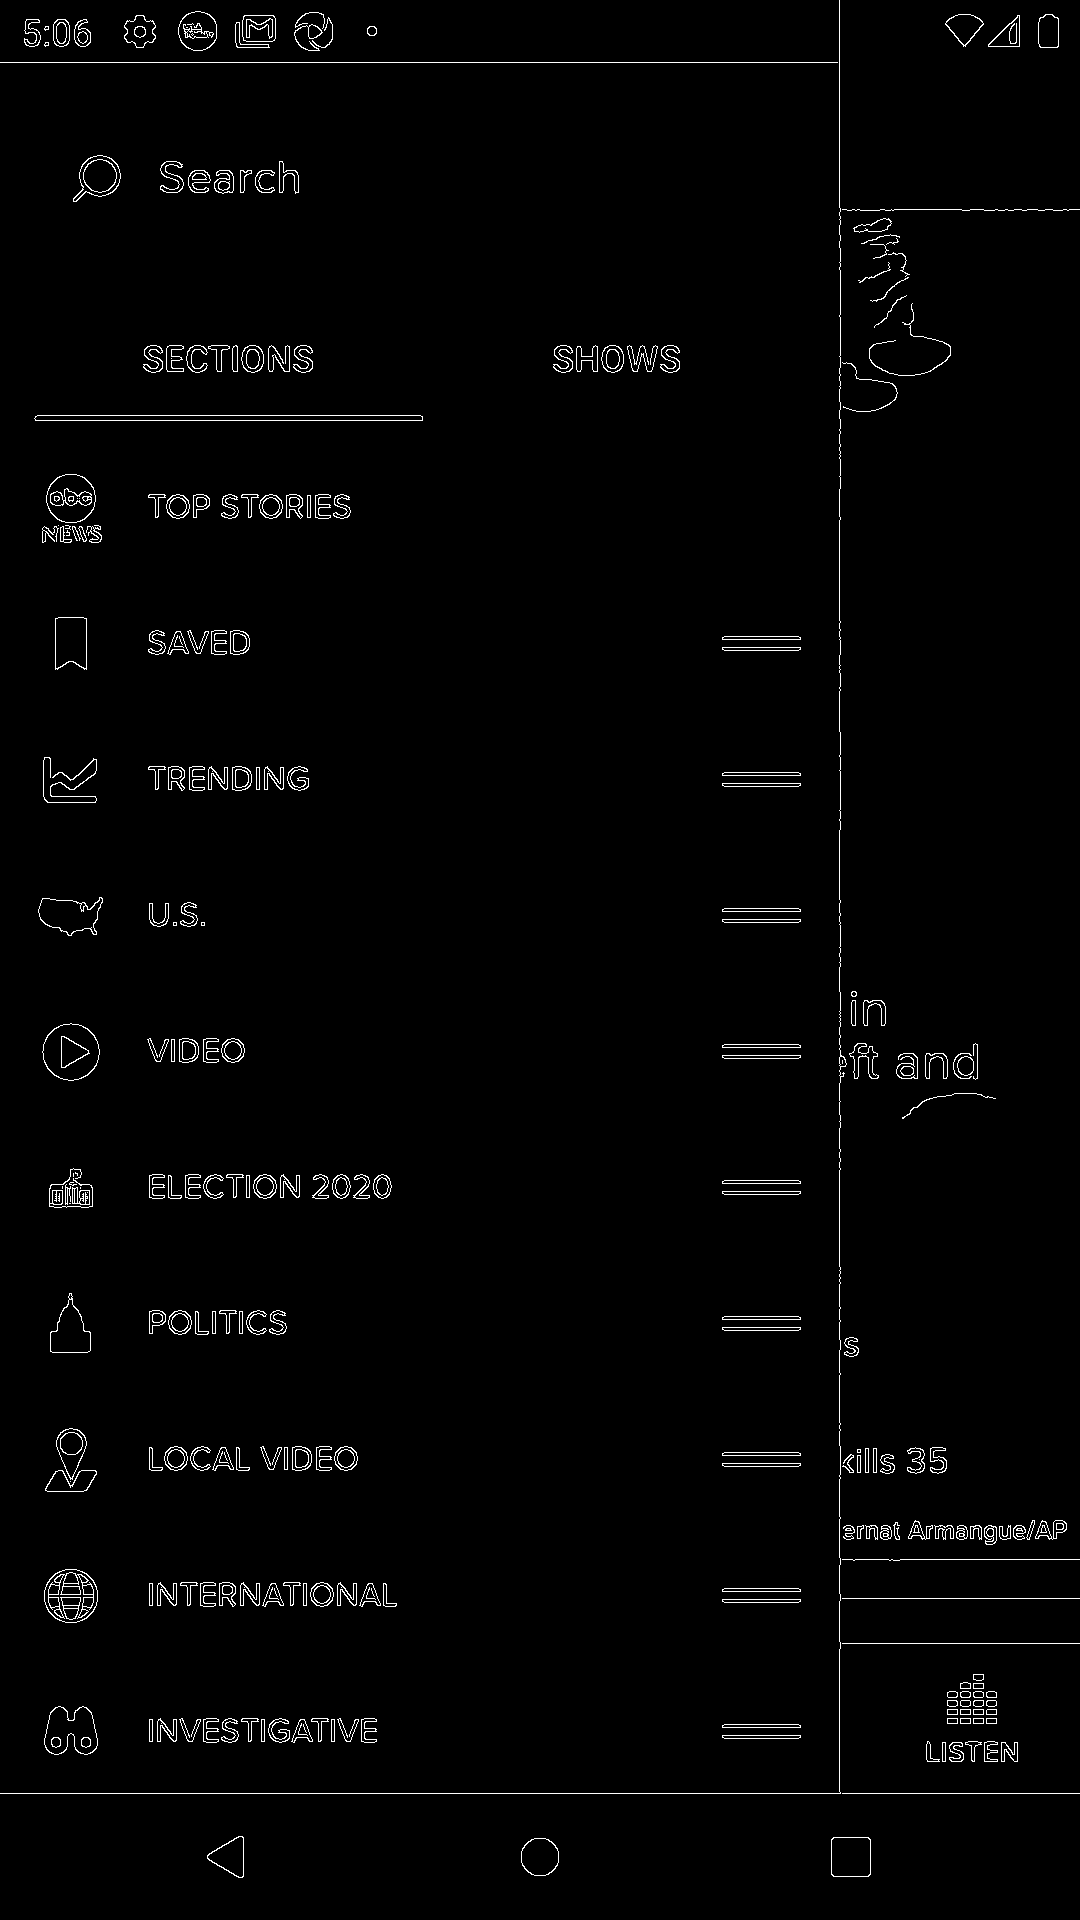 5:06
Search
SECTIONS SHOWS
abc
NEWS
TOP STORIES
SAVED
TRENDING
U.S.
VIDEO
in
eft and
ELECTION 2020
POLITICS
s
LOCAL VIDEO
kills 35
ernat Armangue/AP
INTERNATIONAL
INVESTIGATIVE
LISTEN